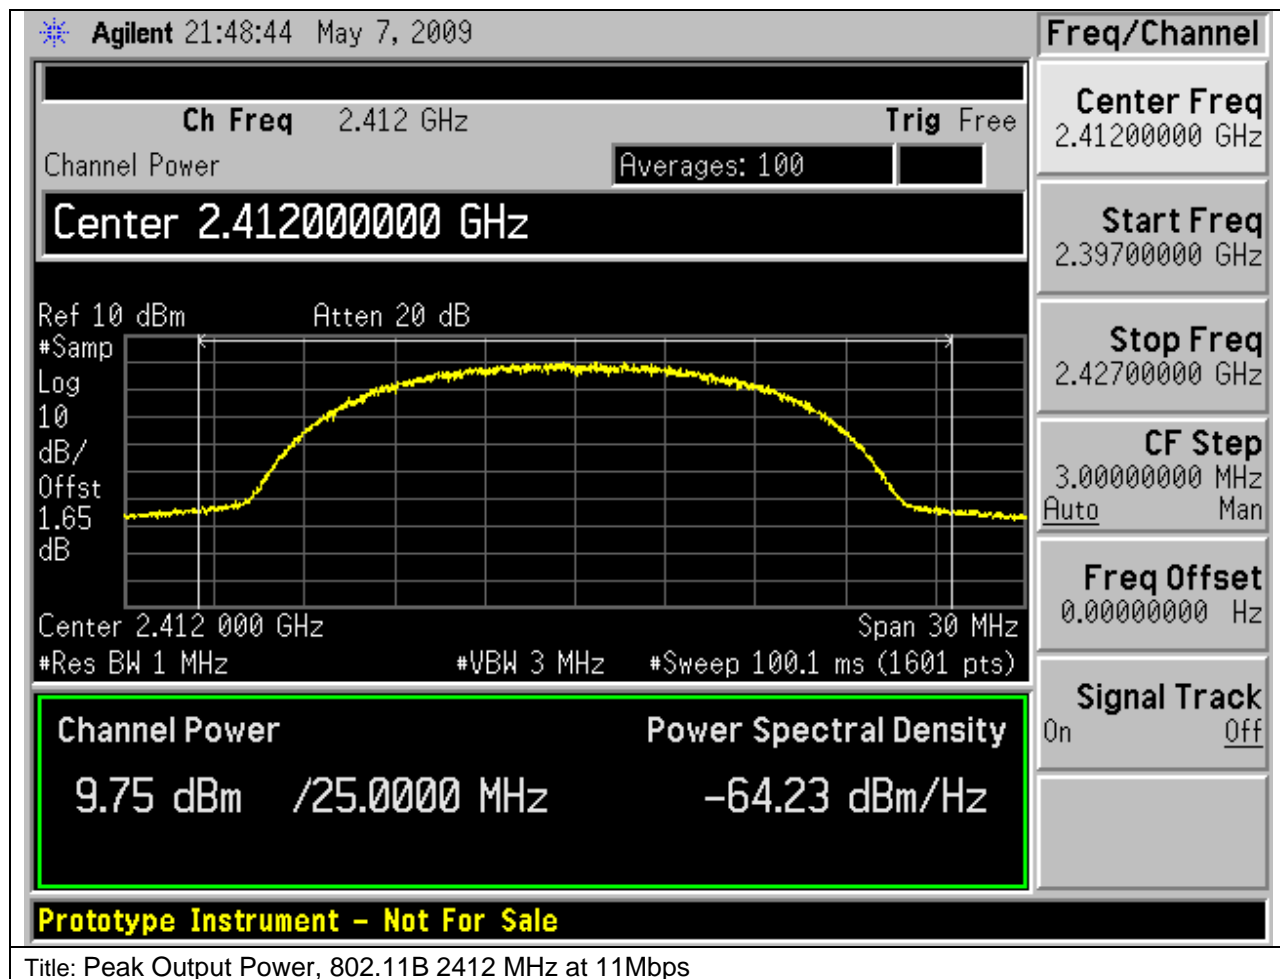 Agilent 21:48:44 May 7, 2009
Freq/Channel
Ch Freq 2.412 GHz Trig Free
Channel Power Averages: 100
Center 2.412000000 GHz
Ref 10 dBm Atten 20 dB
#Samp
Log
10
dB/
Offst
1.65
dB
Center 2.412 000 GHz Span 30 MHz
#Res BW 1 MHz #VBW 3 MHz #Sweep 100.1 ms (1601 pts)
Channel Power Power Spectral Density
9.75 dBm /25.0000 MHz -64.23 dBm/Hz
Prototype Instrument - Not For Sale
Center Freq
2.41200000 GHz
Start Freq
2.39700000 GHz
Stop Freq
2.42700000 GHz
CF Step
3.00000000 MHz
Auto Man
Freq Offset
0.00000000 Hz
Signal Track
On Off
Title: Peak Output Power, 802.11B 2412 MHz at 11Mbps